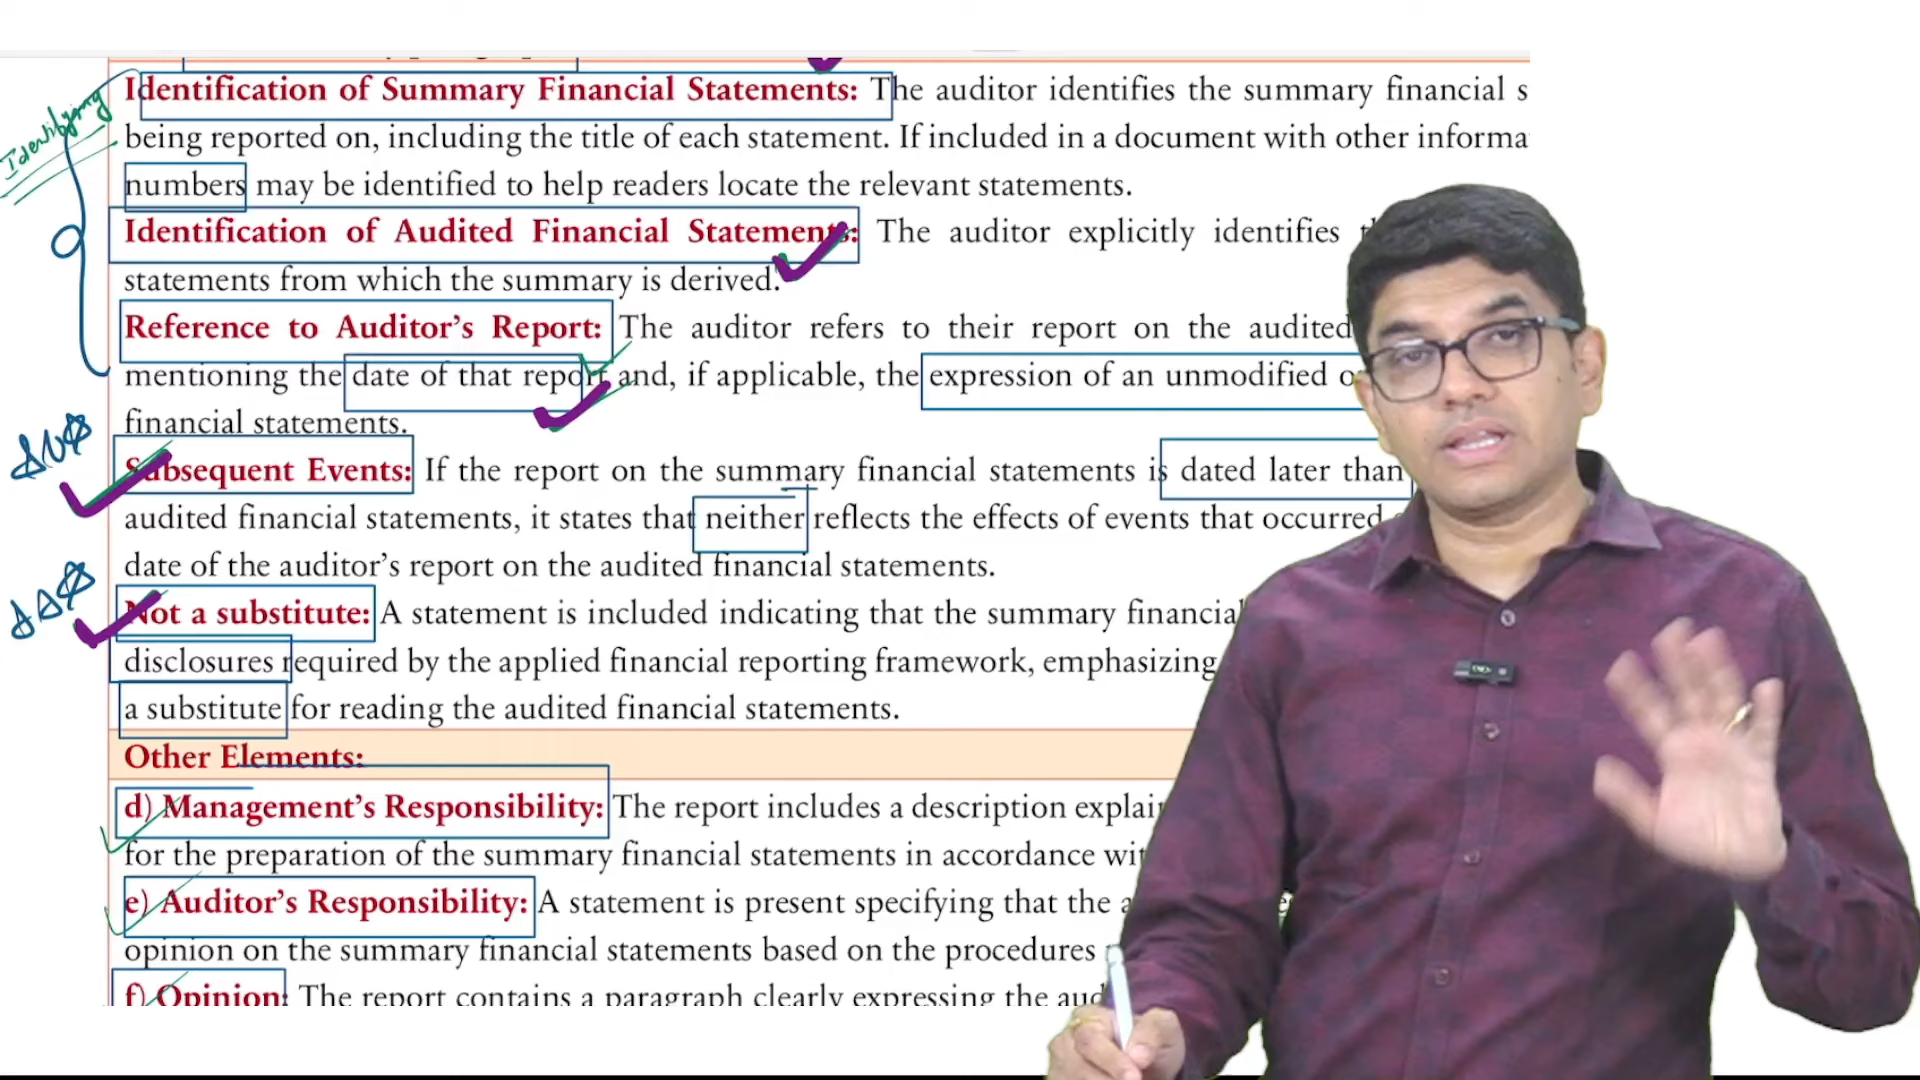 Identification of Summary Financial Statements: The auditor identifies the summary financial s
being reported on, including the title of each statement. If included in a document with other informa
numbers may be identified to help readers locate the relevant statements.
Identifying
Identification of Audited Financial Statements: The auditor explicitly identifies
statements from which the summary is derived.
Reference to Auditor's Report: The auditor refers to their report on the audited
mentioning the date of that report and, if applicable, the expression of an unmodified
financial statements.
Subsequent Events: If the report on the summary financial statements is dated later than
audited financial statements, it states that neither reflects the effects of events that occurred
date of the auditor's report on the audited financial statements.
Not a substitute: A statement is included indicating that the summary financial
disclosures required by the applied financial reporting framework, emphasizing
a substitute for reading the audited financial statements.
Other Elements:
d) Management's Responsibility: The report includes a description explai
for the preparation of the summary financial statements in accordance wit
e) Auditor's Responsibility: A statement is present specifying that the a
opinion on the summary financial statements based on the procedures
f) Opinion: The report contains a paragraph clearly expressing the aud